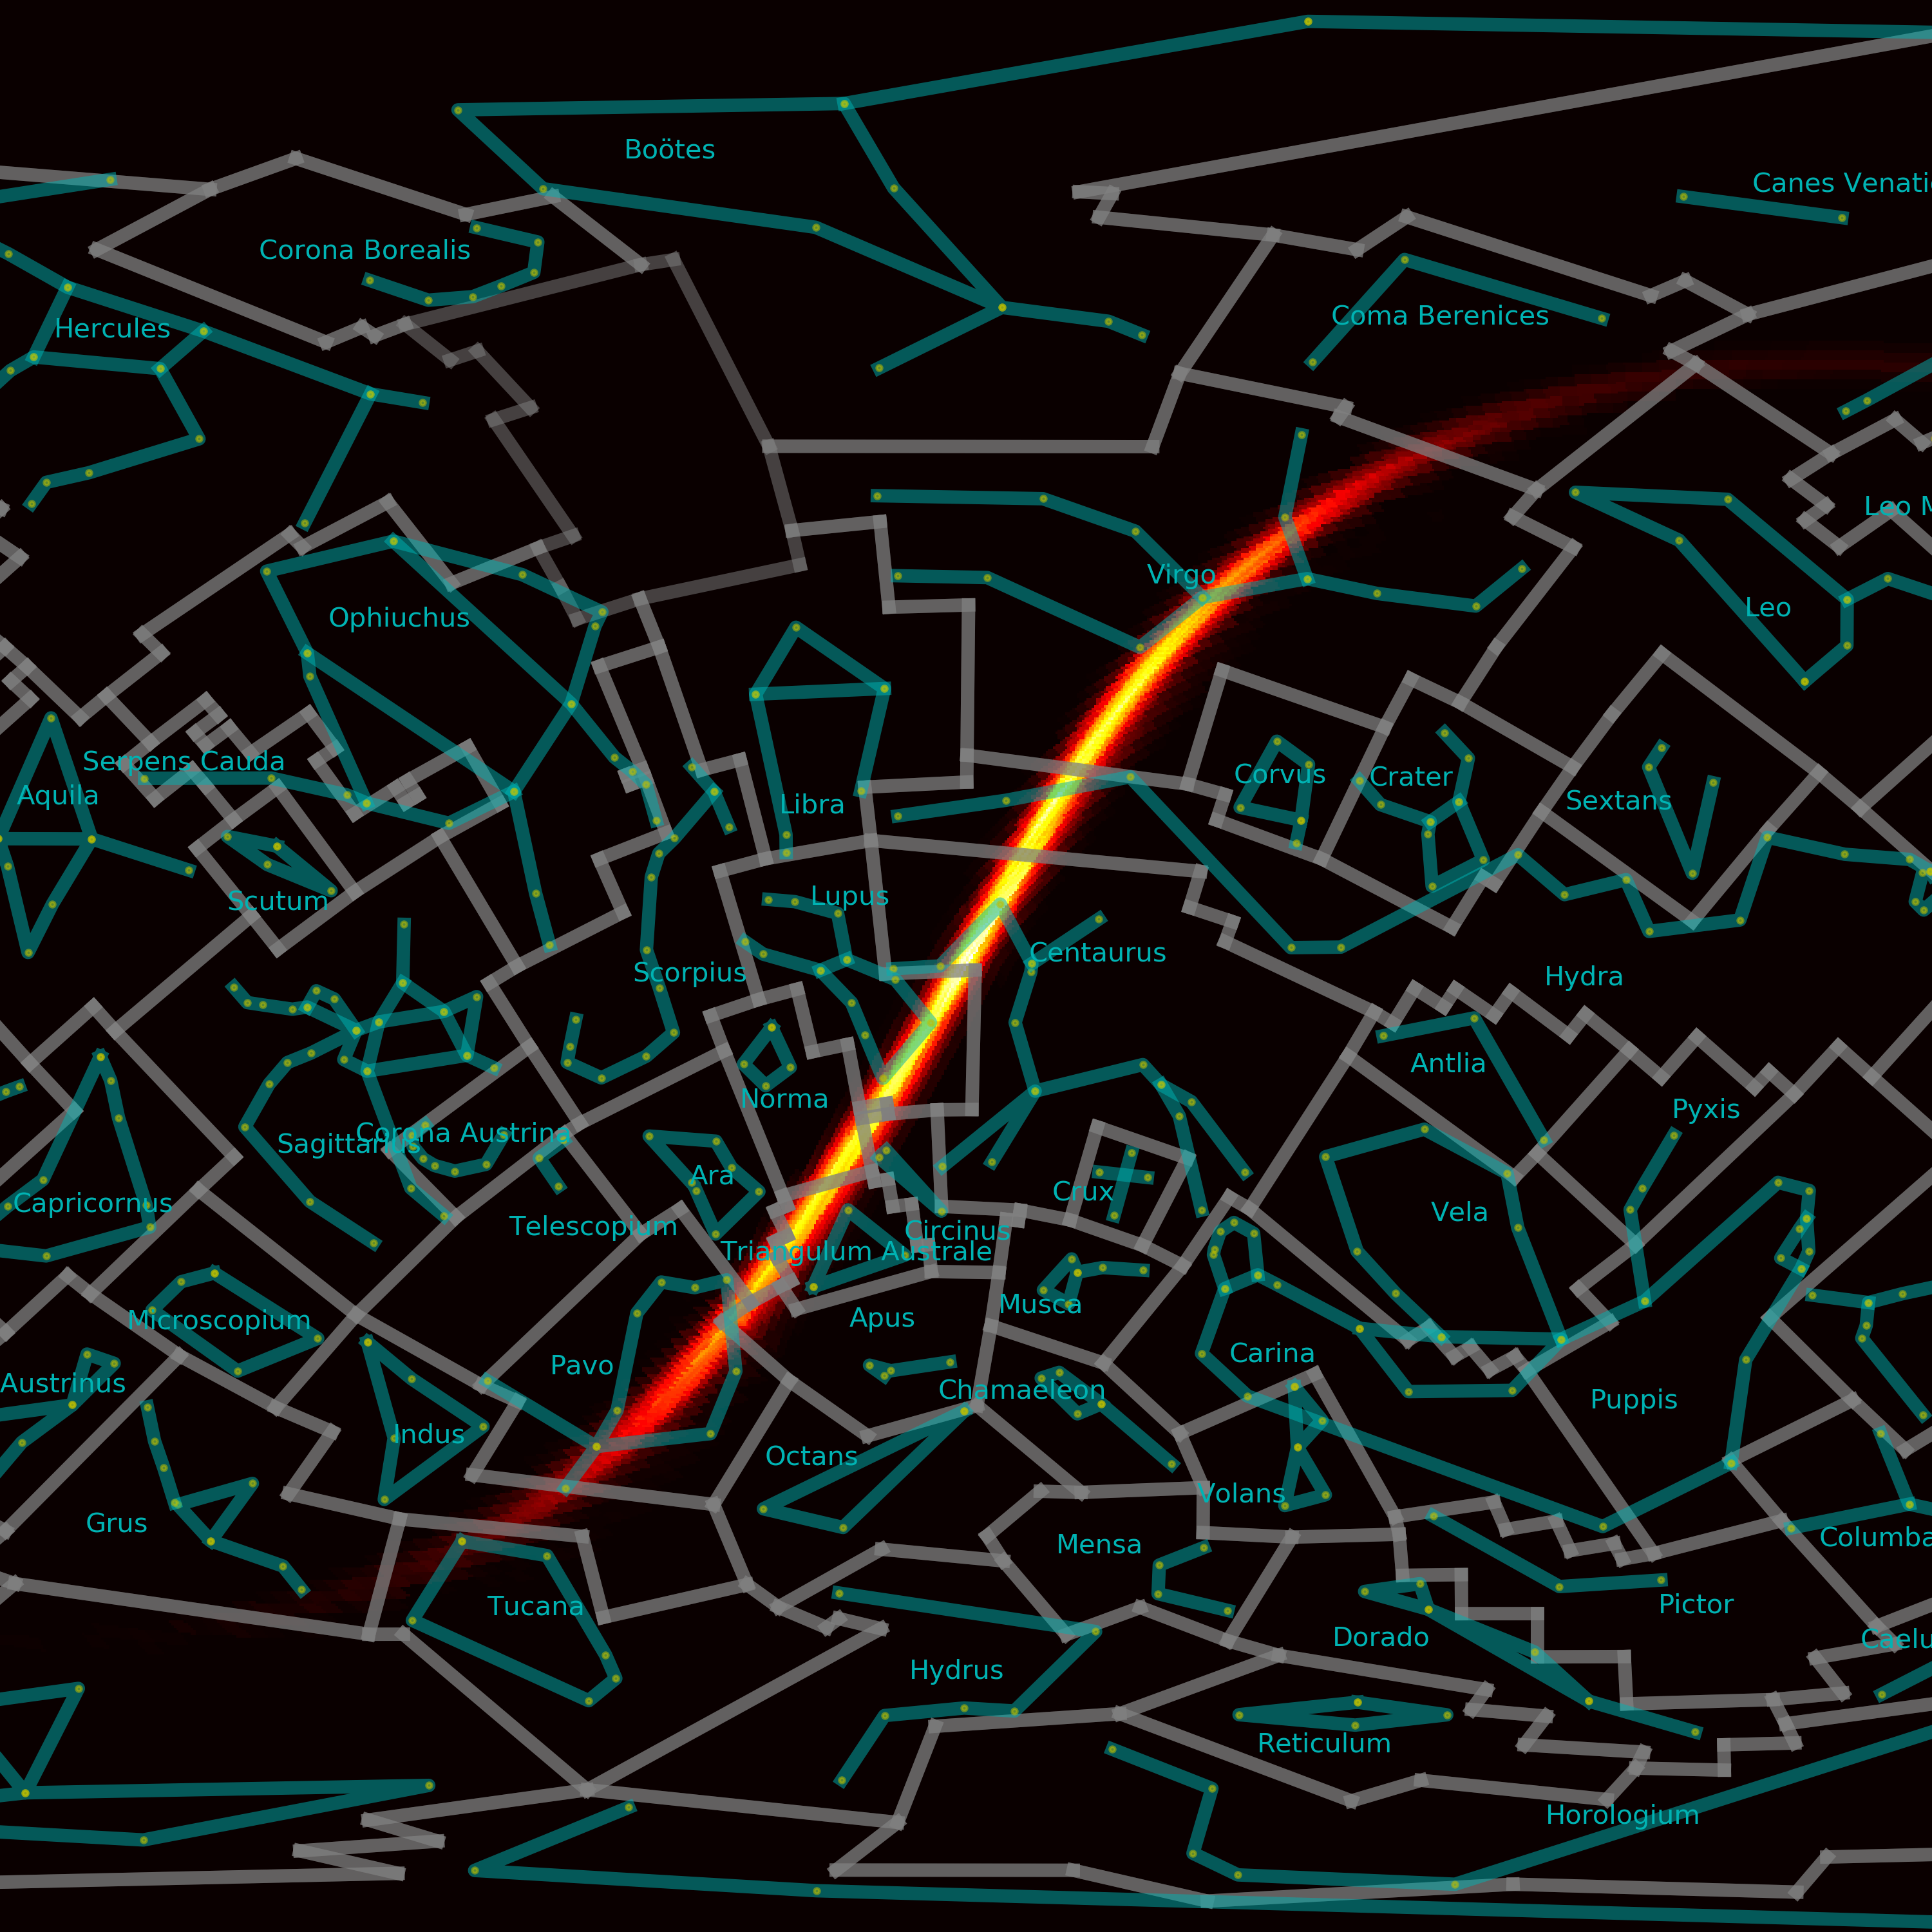 Boötes
Canes Venati
Corona Borealis
Coma Berenices
Hercules
Leo M
Virgo
Leo
Ophiuchus
Serpens Cauda
Corvus
Crater
Aquila
Libra
Sextans
Scutum
Lupus
Centaurus
Scorpius
Hydra
Antlia
Norma
Pyxis
Corona Austrina
Sagittarius
Ara
Crux
Capricornus
Vela
Telescopium
Circinus
Triangulum Australe
Musca
Microscopium
Apus
Carina
Pavo
Austrinus
Chamaeleon
Puppis
Indus
Octans
Volans
Grus
Mensa
Columba
Tucana
Pictor
Dorado
Caelu
Hydrus
Reticulum
Horologium